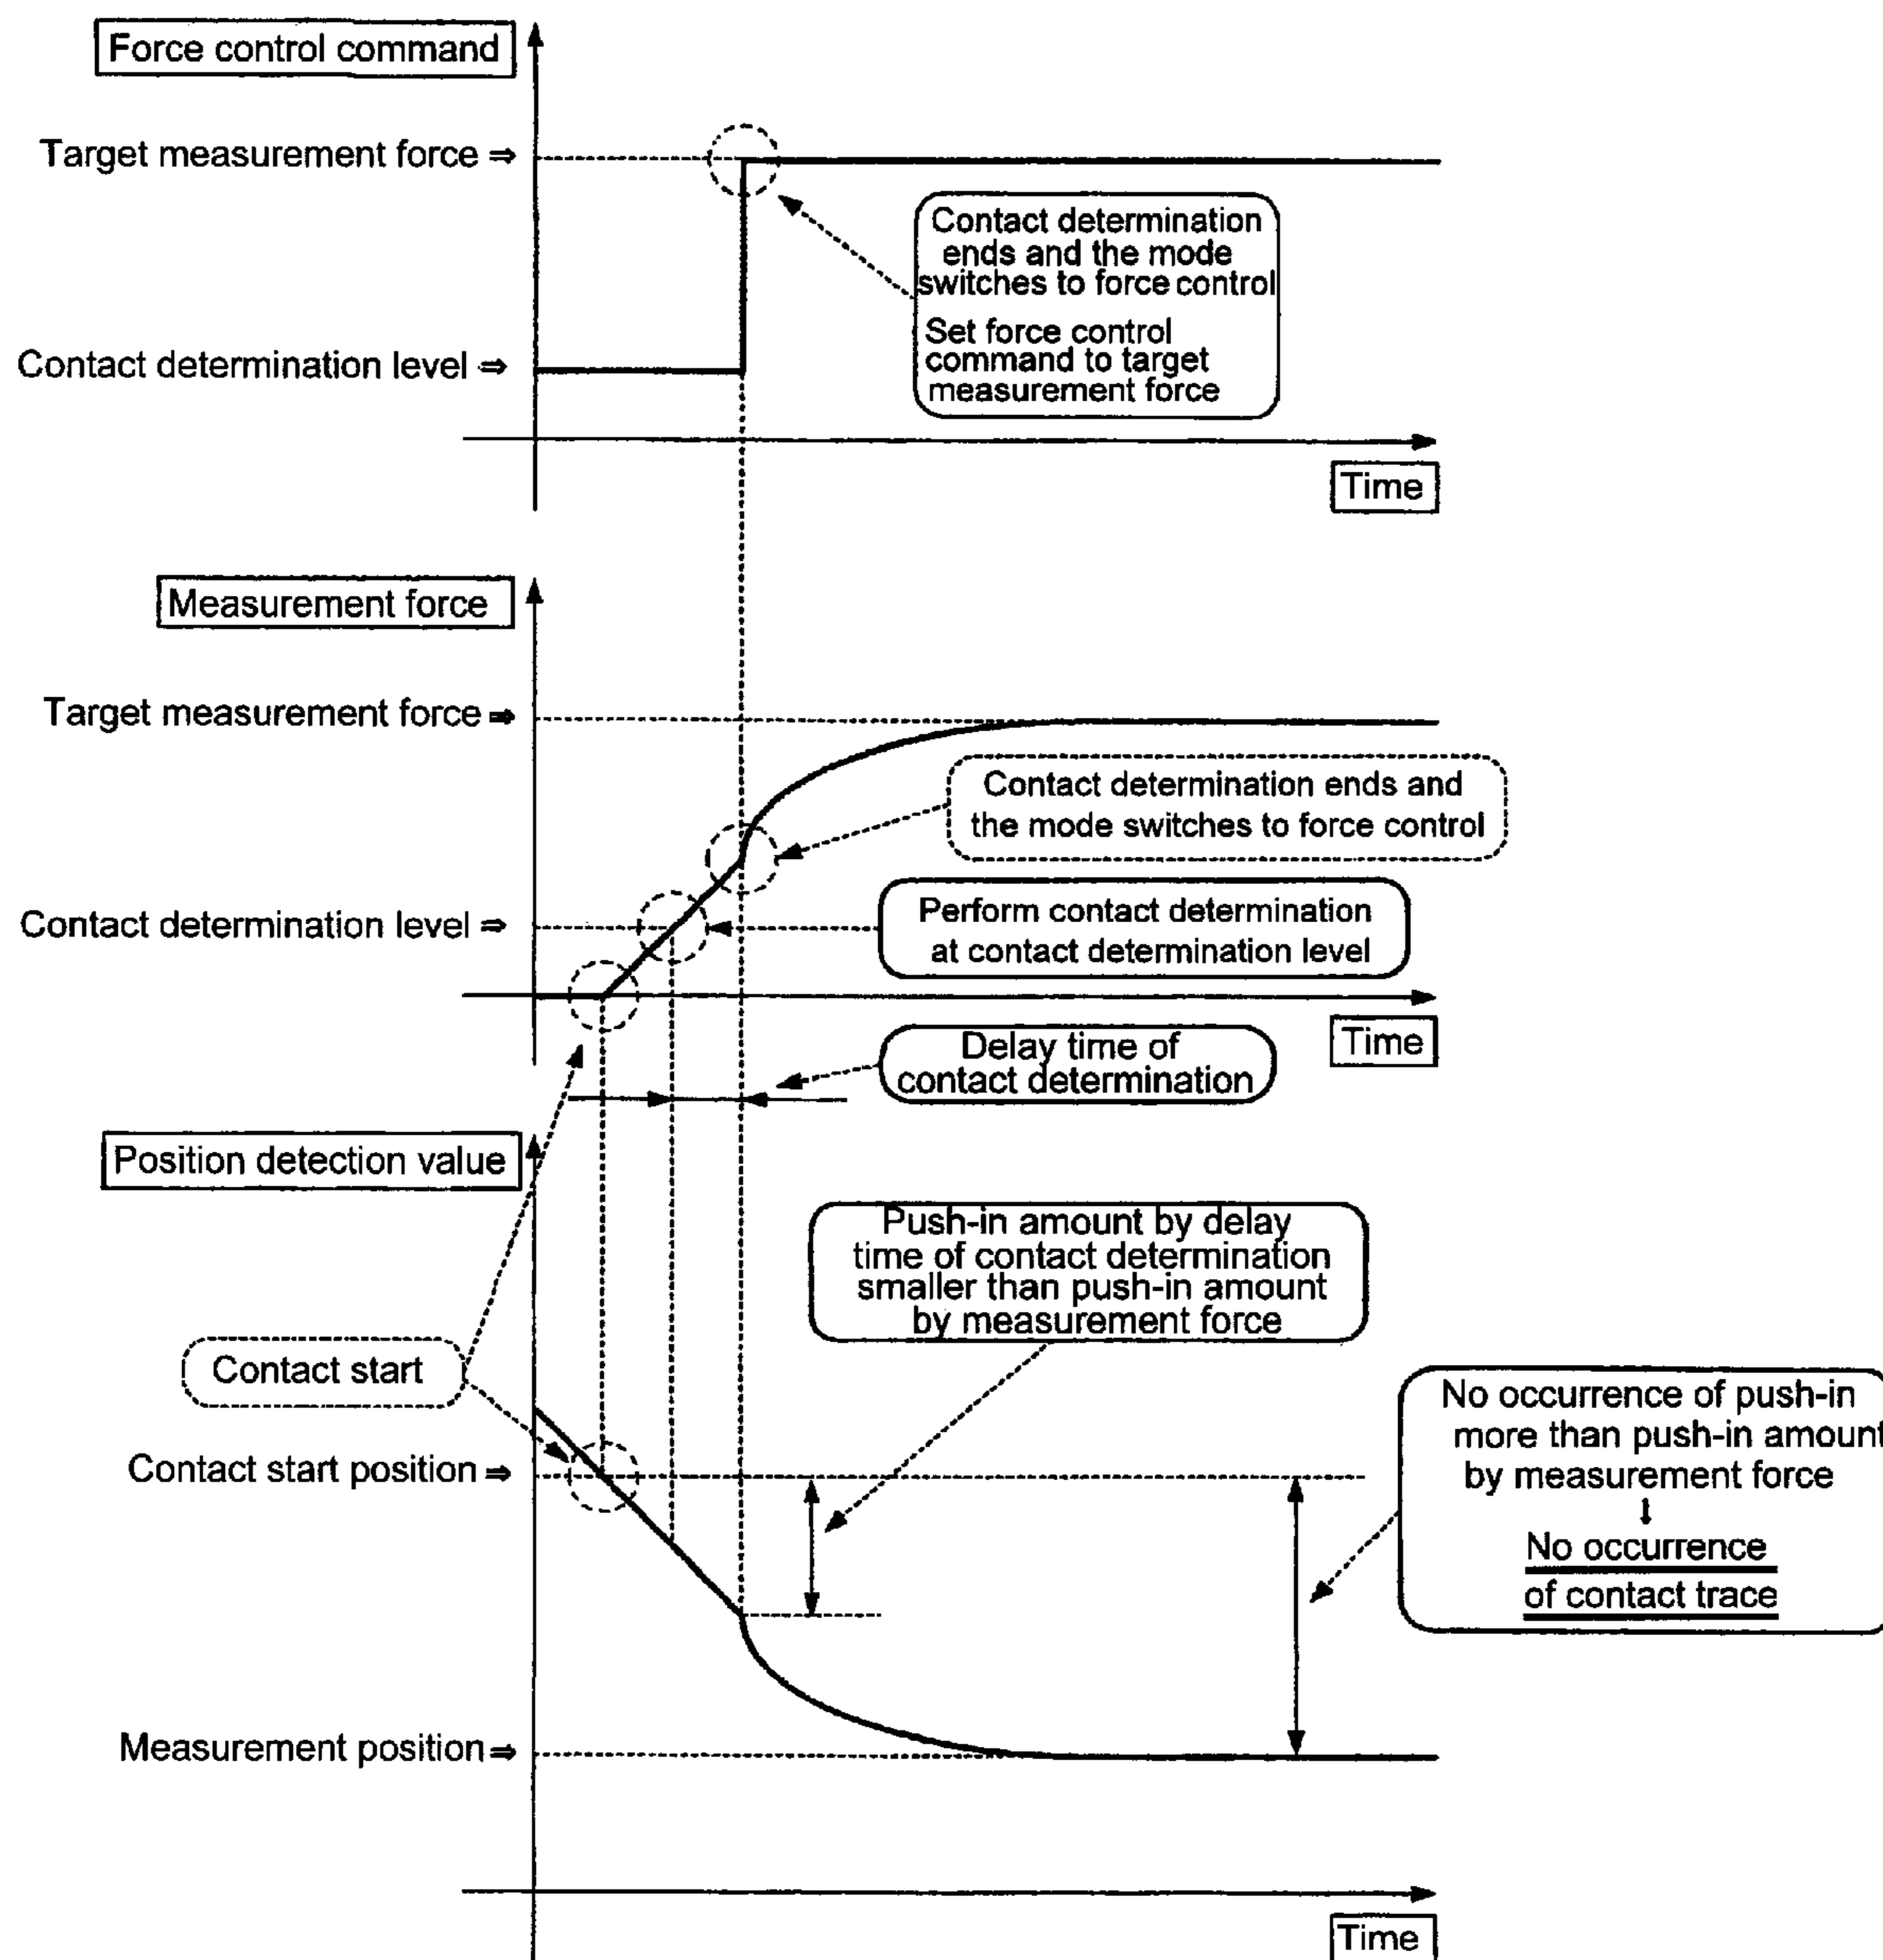 Force control command
Target measurement force ⇒
Contact determination
ends and the mode
switches to force control
Set force control
command to target
measurement force
Contact determination level ⇒
Time
Measurement force
Target measurement force ⇒
Contact determination ends and
the mode switches to force control
Perform contact determination
at contact determination level
Contact determination level ⇒
Time
Delay time of
contact determination
Position detection value
Push-in amount by delay
time of contact determination
smaller than push-in amount
by measurement force
Contact start
No occurrence of push-in
more than push-in amount
by measurement force
↓
No occurrence
of contact trace
Contact start position ⇒
Measurement position ⇒
Time